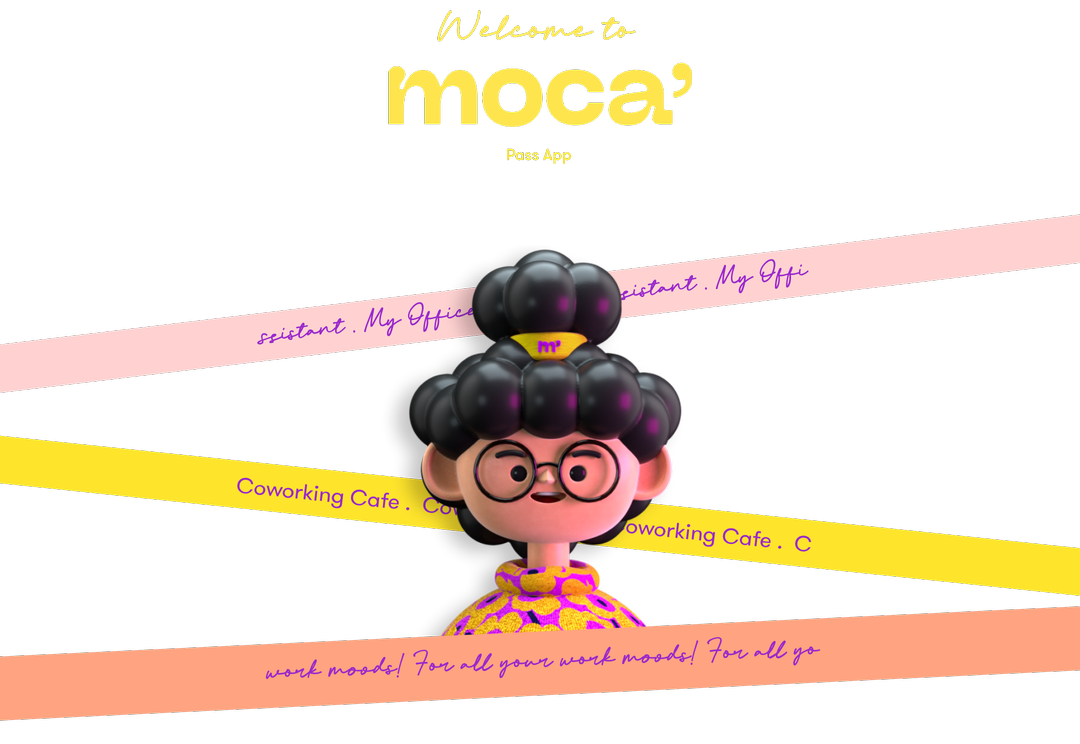 Welcome to
moca’
Pass App
ssistant . My Office
sistant . My Offi
m’
Coworking Cafe . Co
oworking Cafe . C
work moods! For all your work moods! For all yo